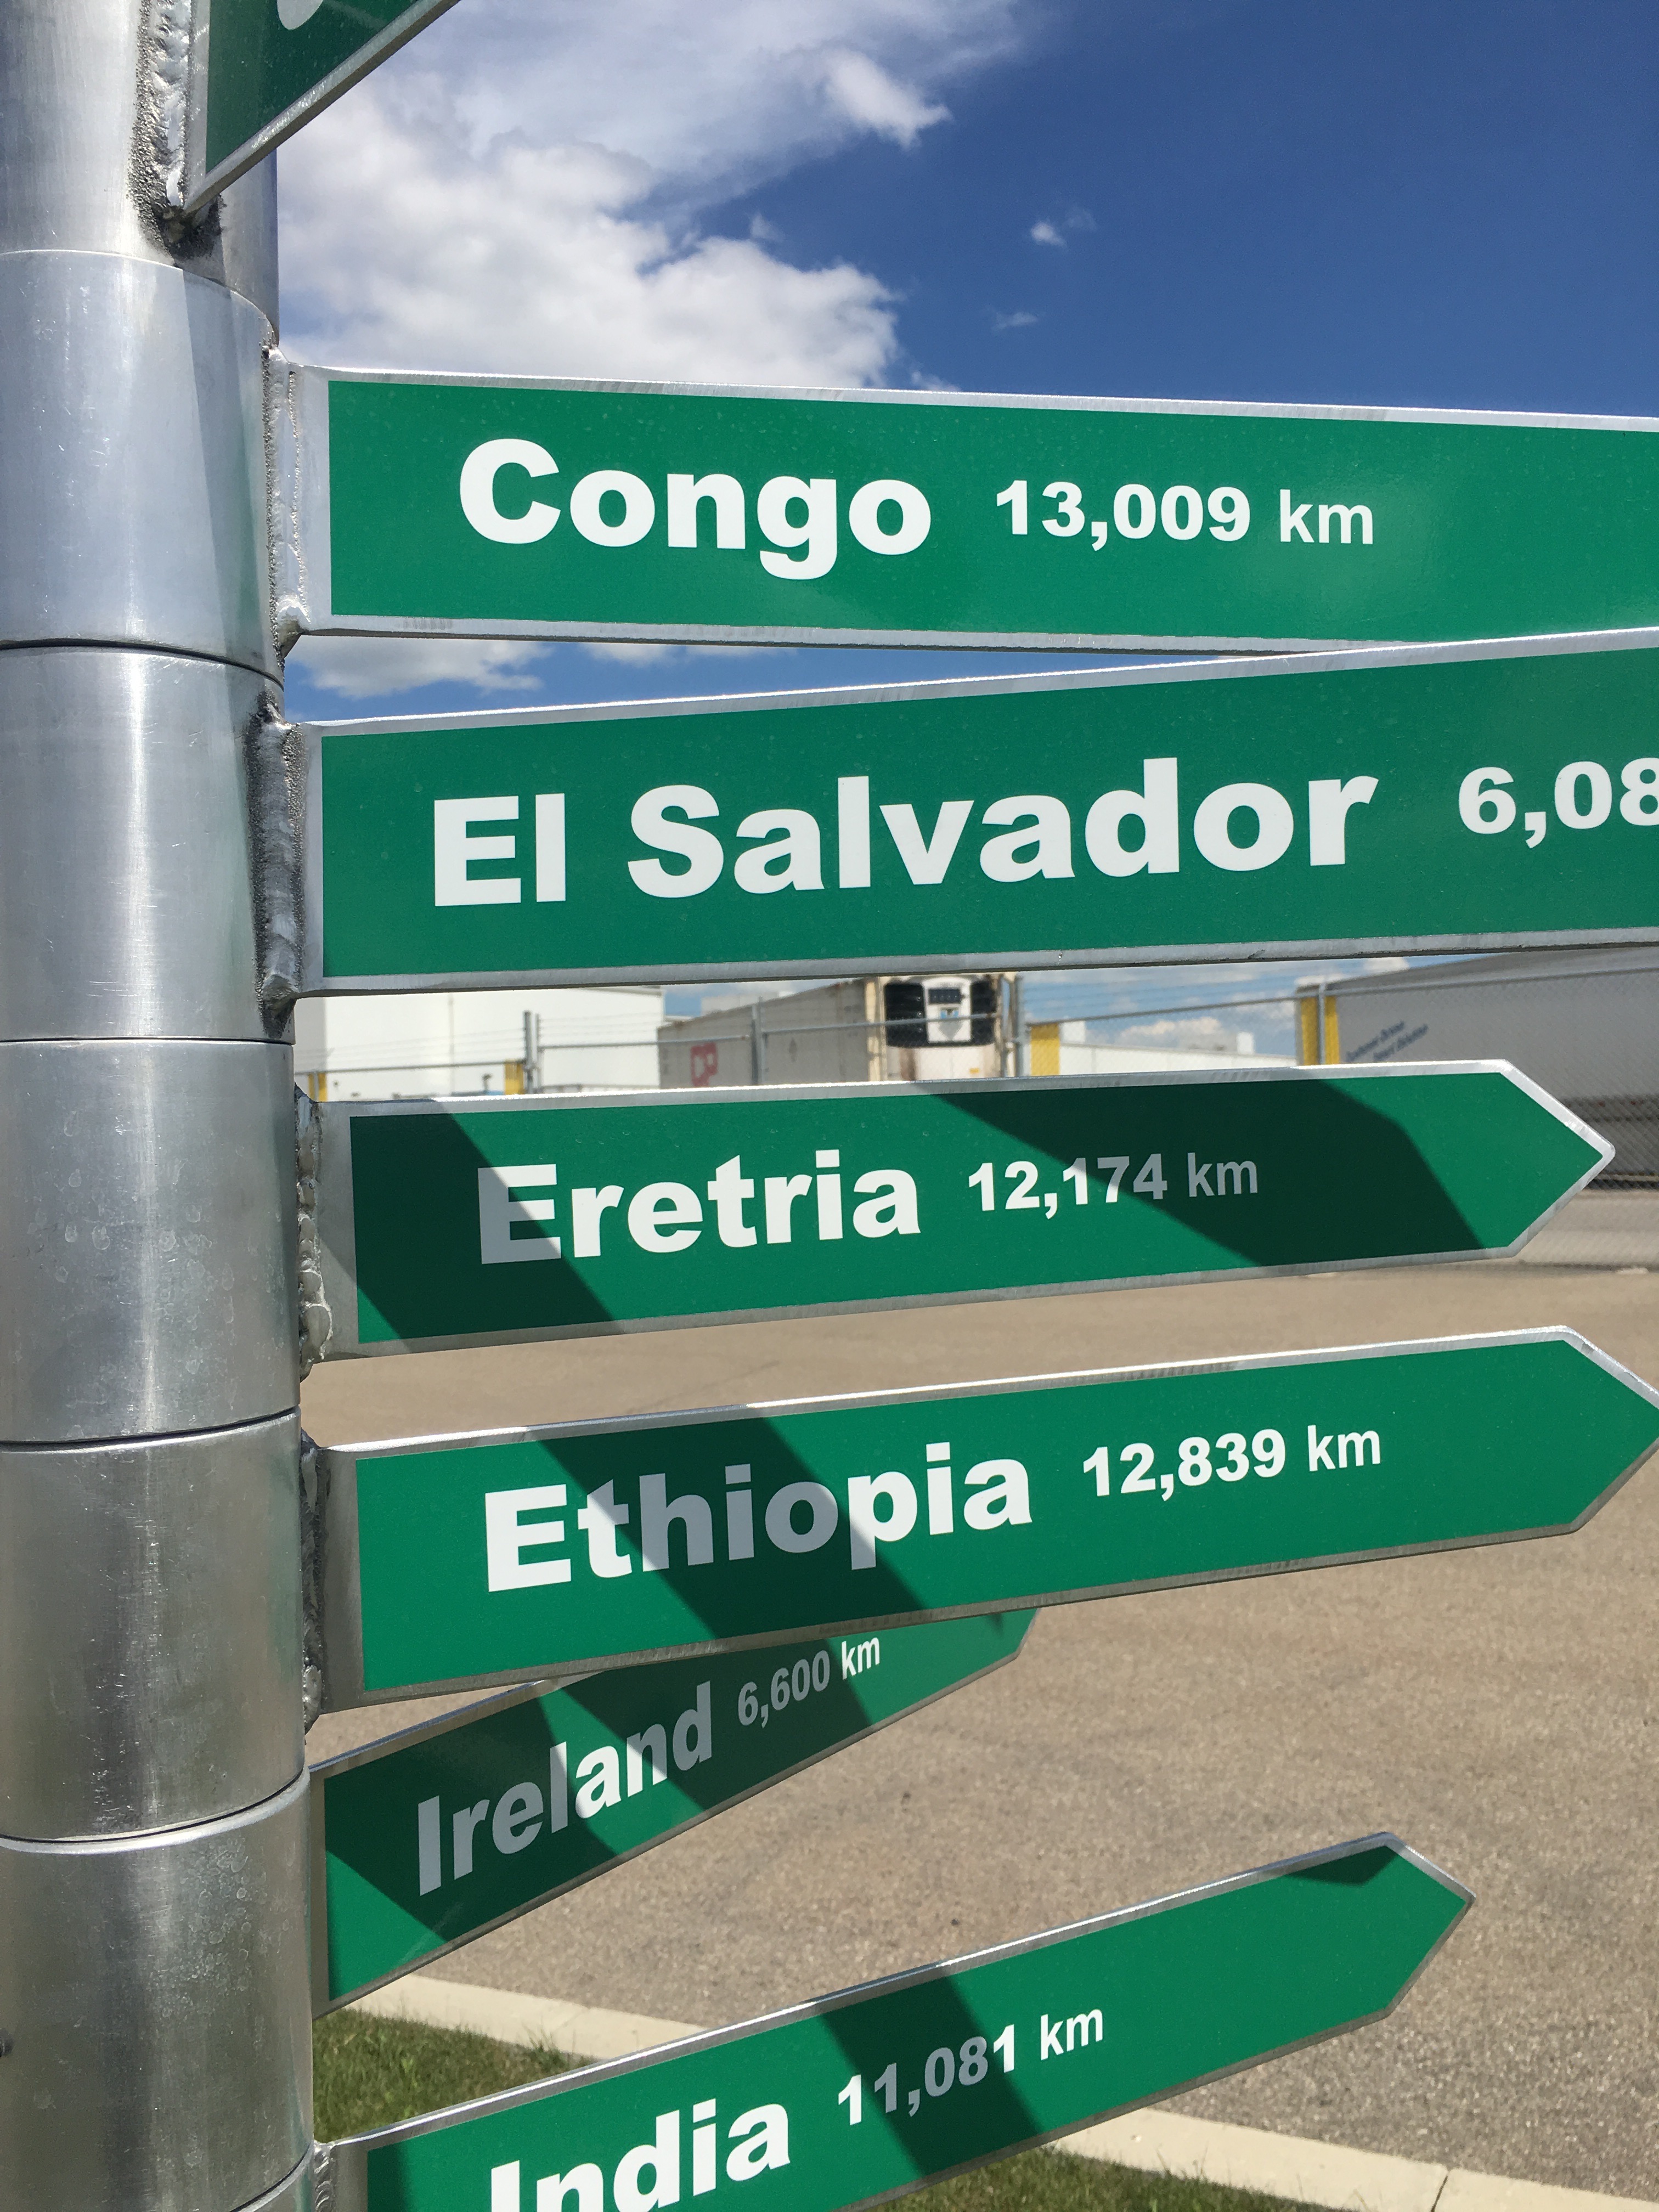 Congo 13,009 km
El Salvador 6,08
Eretria 12,174 km
Ethiopia 12,839 km
Ireland 6,600 km
India 11,081 km